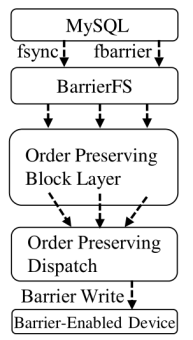 MySQL
fsync fbarrier
BarrierFS
Order Preserving
Block Layer
Order Preserving
Dispatch
Barrier Write
Barrier-Enabled Device